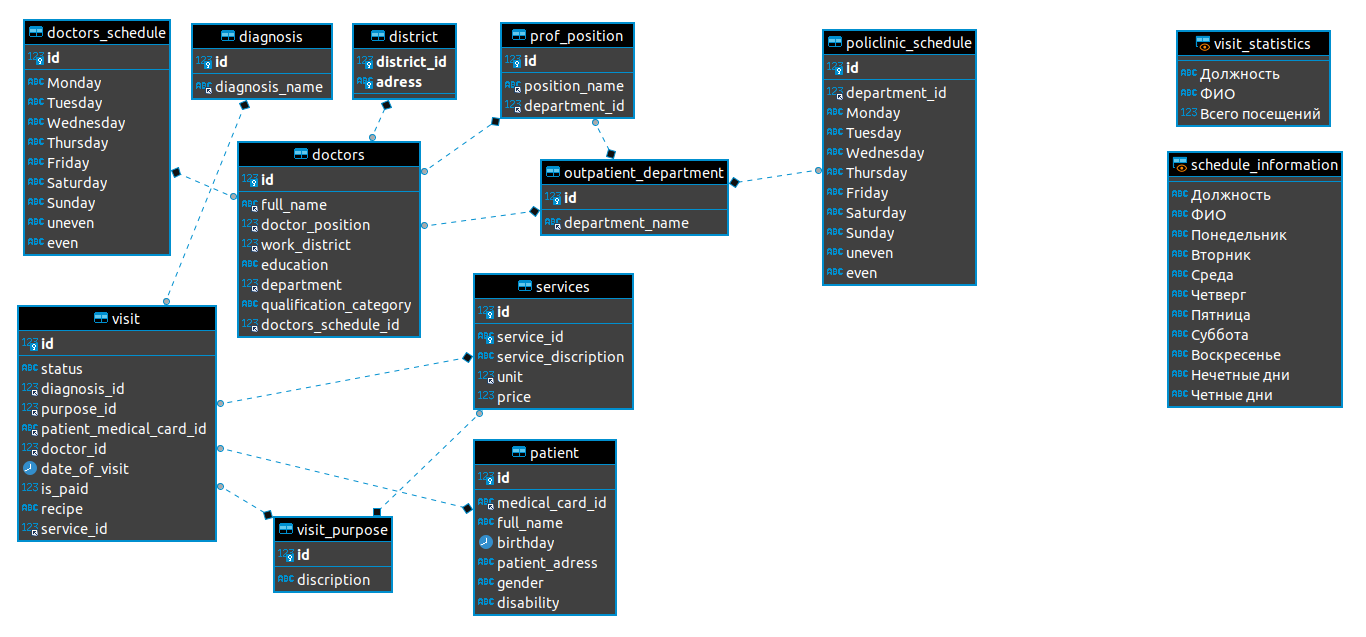 doctors_schedule
id
Monday
Tuesday
Wednesday
Thursday
Friday
Saturday
Sunday
uneven
even
diagnosis
id
diagnosis_name
district
district_id
adress
prof_position
id
position_name
department_id
policlinic_schedule
id
department_id
Monday
Tuesday
Wednesday
Thursday
Friday
Saturday
Sunday
uneven
even
visit_statistics
Должность
ФИО
Всего посещений
doctors
id
full_name
doctor_position
work_district
education
department
qualification_category
doctors_schedule_id
outpatient_department
id
department_name
schedule_information
Должность
ФИО
Понедельник
Вторник
Среда
Четверг
Пятница
Суббота
Воскресенье
Нечетные дни
Четные дни
visit
id
status
diagnosis_id
purpose_id
patient_medical_card_id
doctor_id
date_of_visit
is_paid
recipe
service_id
services
id
service_id
service_discription
unit
price
patient
id
medical_card_id
full_name
birthday
patient_adress
gender
disability
visit_purpose
id
discription